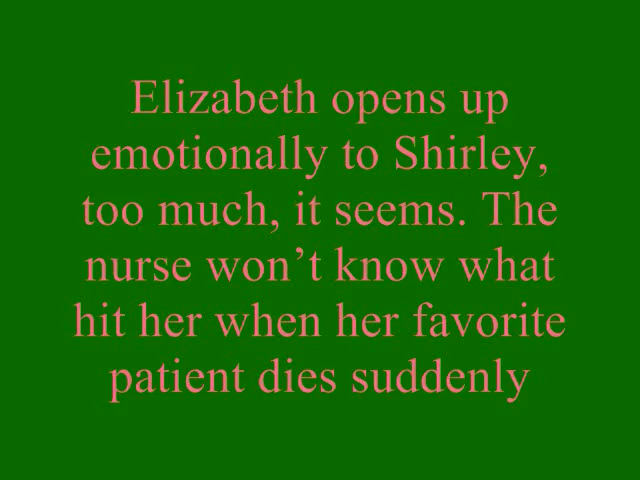 Elizabeth opens up
emotionally to Shirley,
too much, it seems. The
nurse won’t know what
hit her when her favorite
patient dies suddenly